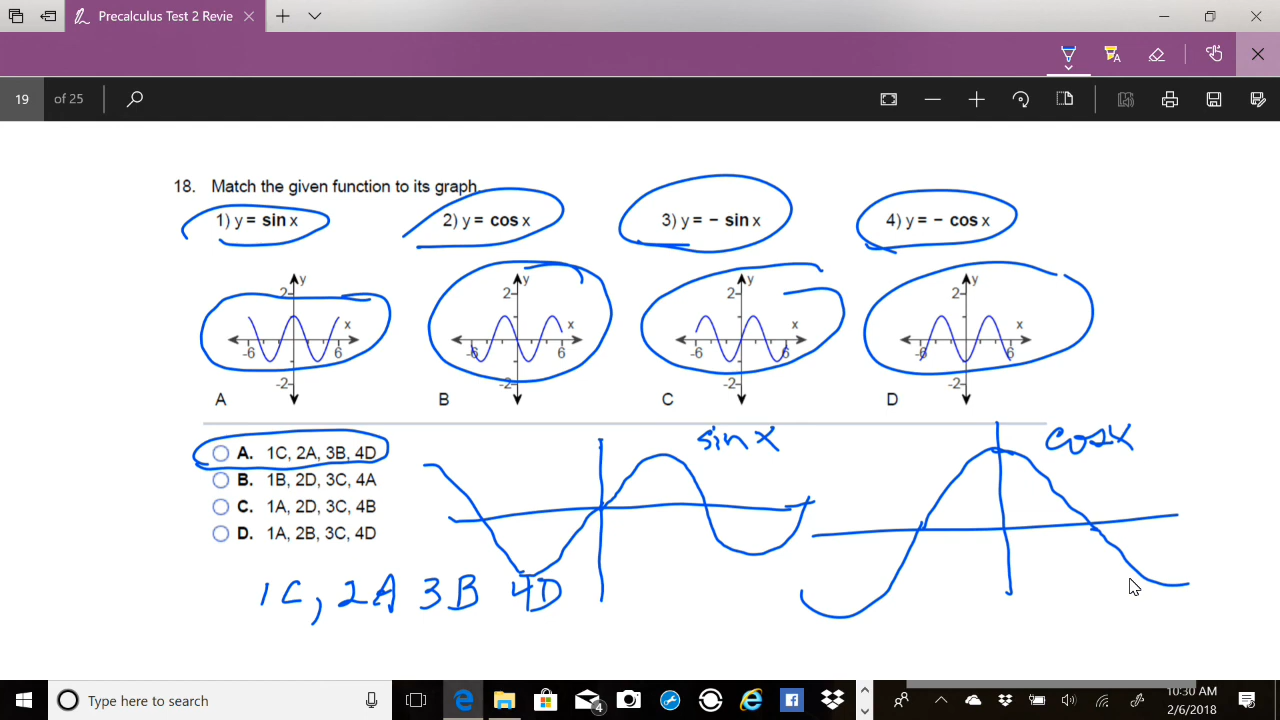 Precalculus Test 2 Revie
19 of 25
18. Match the given function to its graph.
1) y = sin x 2) y = cos x 3) y = − sin x 4) y = − cos x
y y y y
2 2 2 2
x x x x
-6 6 -6 6 -6 6 -6 6
-2 -2 -2 -2
A B C D
sin x cosx
A. 1C, 2A, 3B, 4D
B. 1B, 2D, 3C, 4A
C. 1A, 2D, 3C, 4B
D. 1A, 2B, 3C, 4D
1C, 2A 3B 4D
Type here to search
4
10:30 AM
2/6/2018